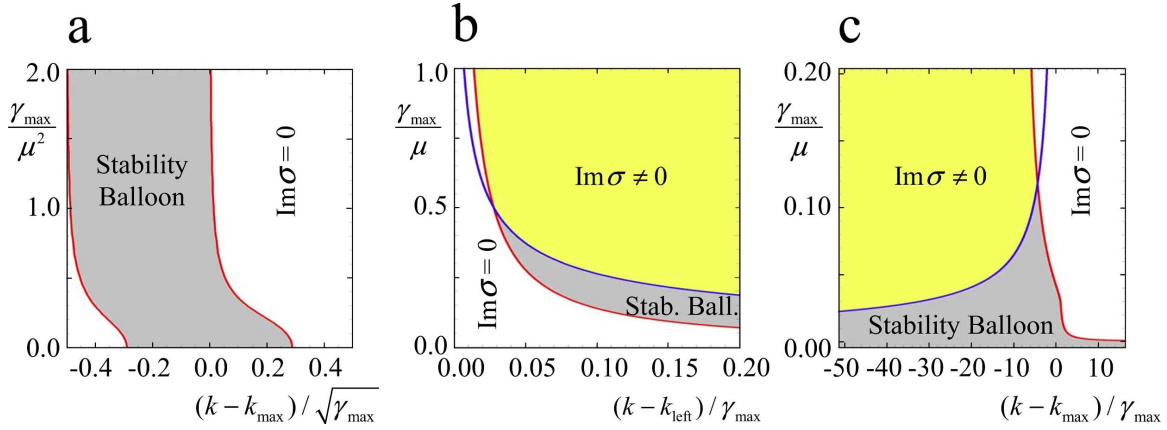 a
2.0
γmax
μ²
Stability
Balloon
Im σ = 0
1.0
0.0
-0.4 -0.2 0.0 0.2 0.4
(k − kmax) / √γmax
b
1.0
γmax
μ
Im σ ≠ 0
0.5
Im σ = 0
Stab. Ball.
0.0
0.00 0.05 0.10 0.15 0.20
(k − kleft) / γmax
c
0.20
γmax
μ
Im σ ≠ 0
Im σ = 0
0.10
Stability Balloon
0.00
-50 -40 -30 -20 -10 0 10
(k − kmax) / γmax